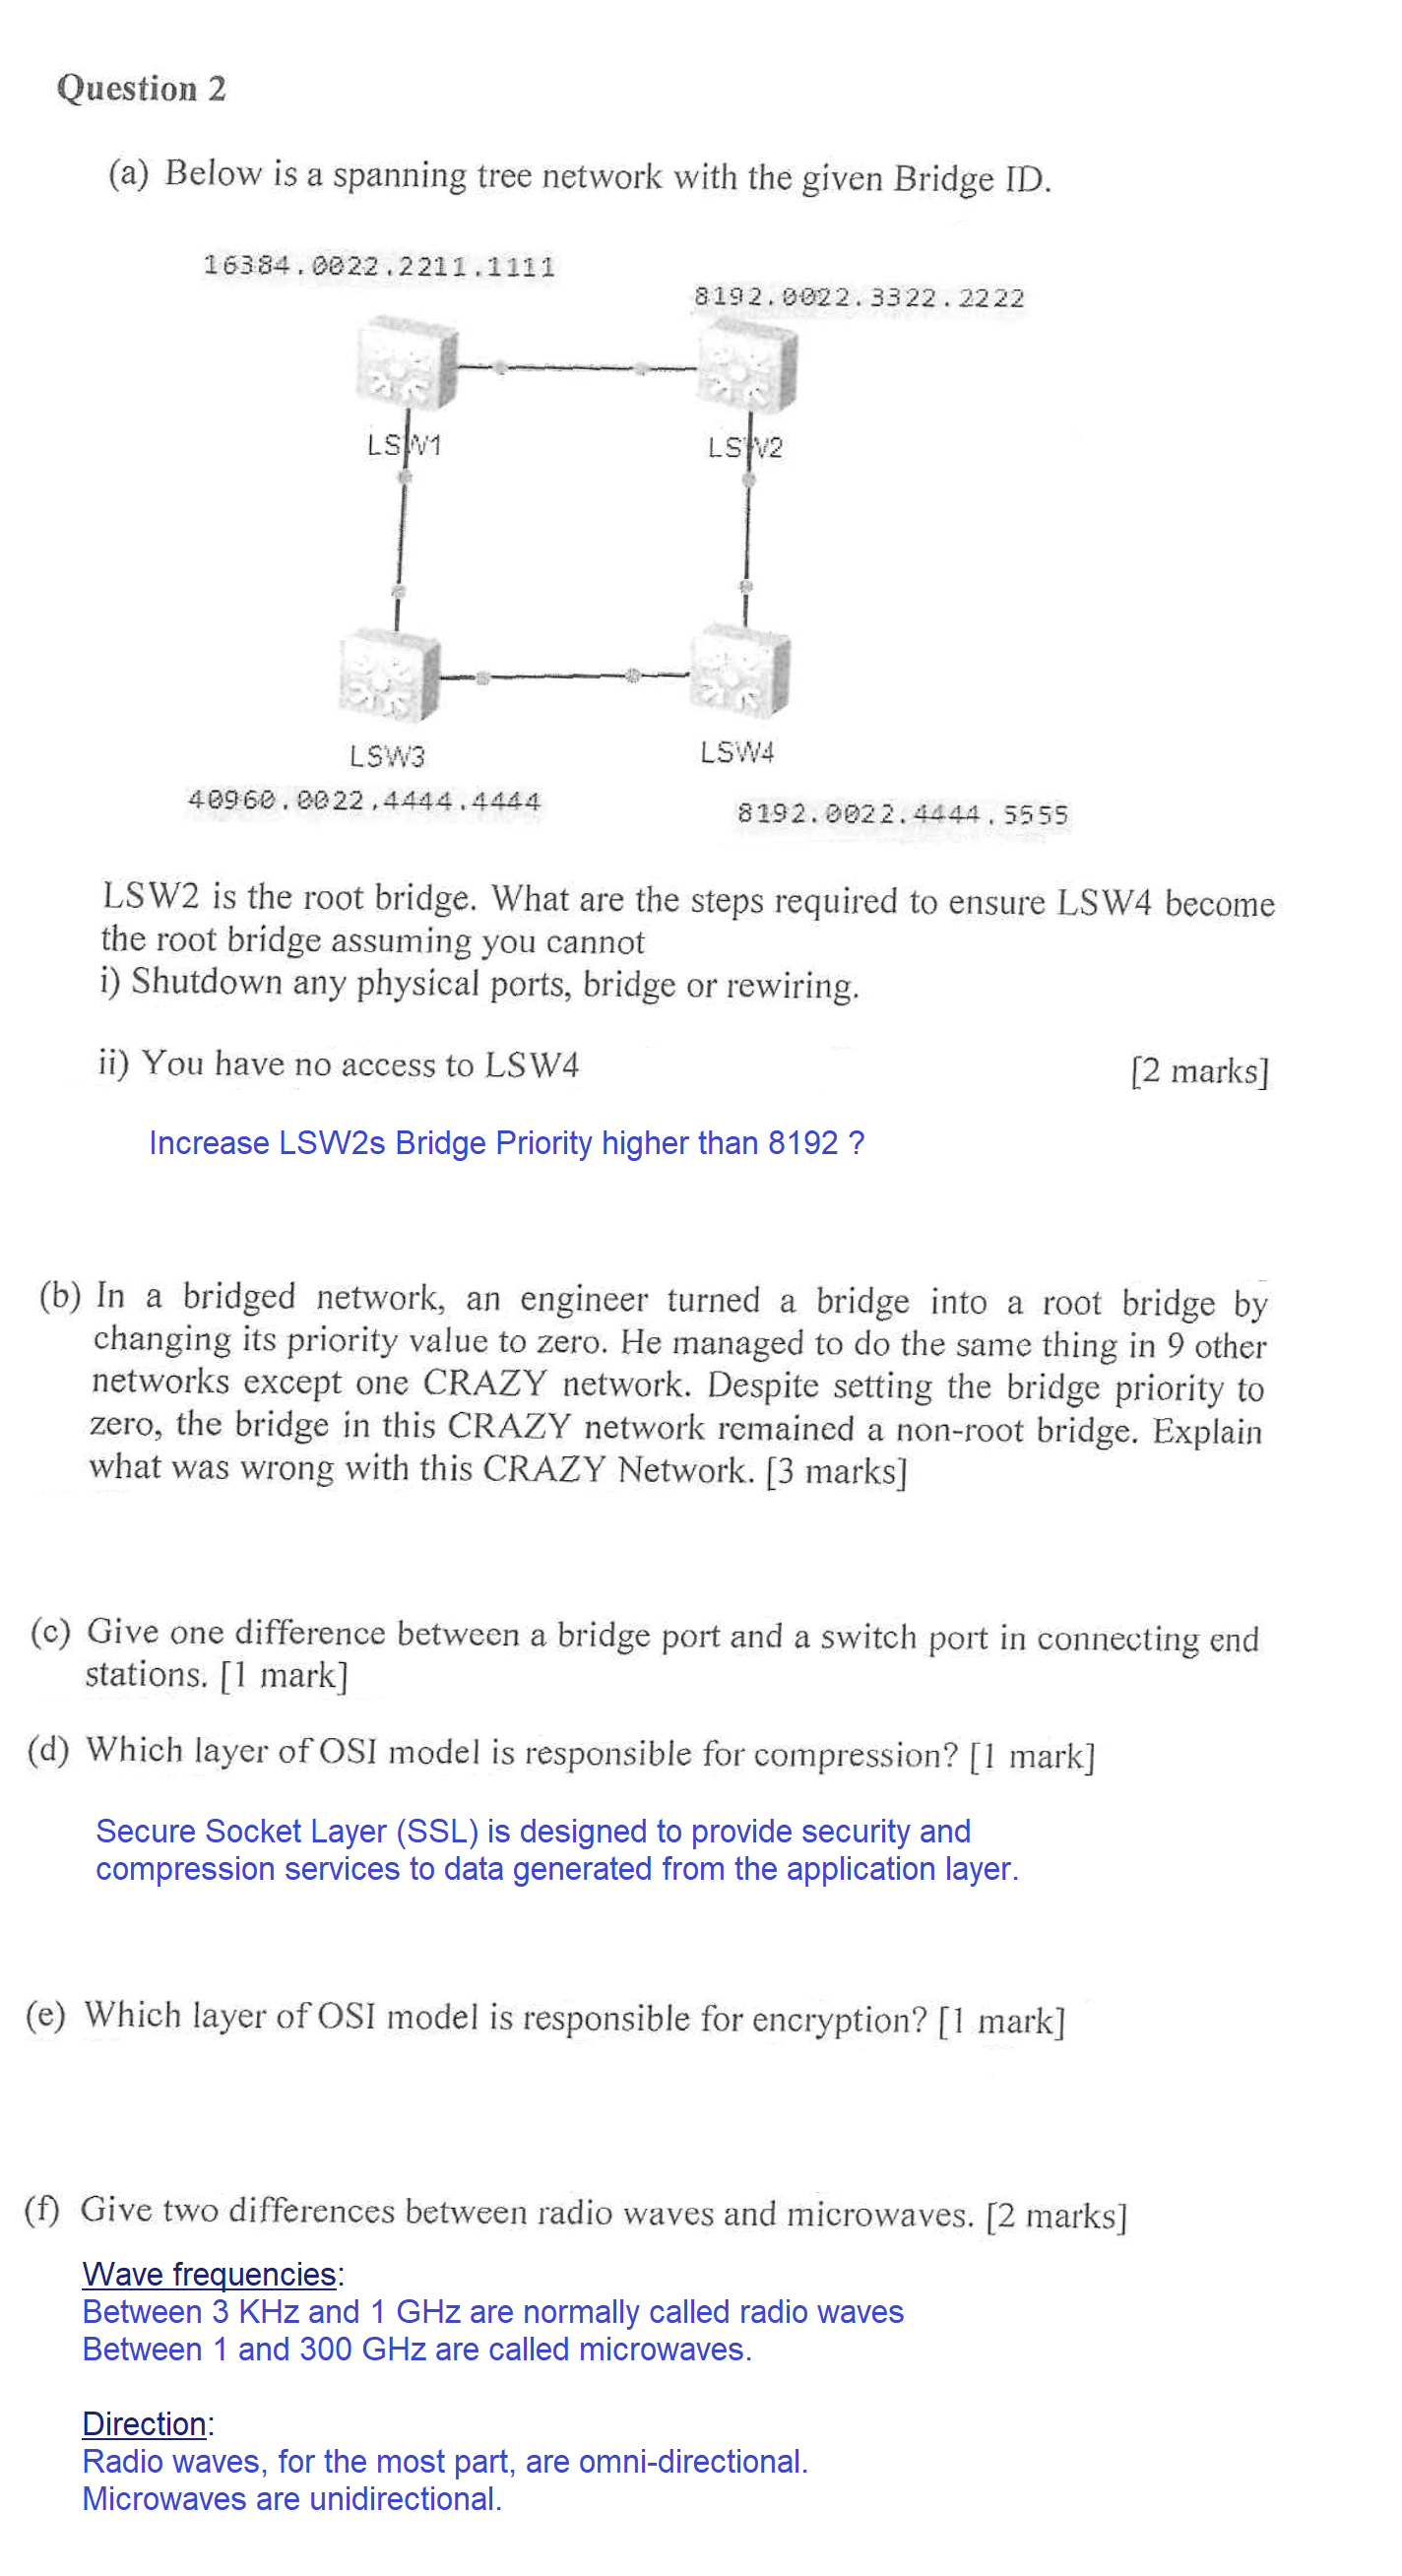 Question 2
(a) Below is a spanning tree network with the given Bridge ID.
16384.0022.2211.1111
8192.0022.3322.2222
LSW1
LSW2
LSW3
LSW4
40960.0022.4444.4444
8192.0022.4444.5555
LSW2 is the root bridge. What are the steps required to ensure LSW4 become
the root bridge assuming you cannot
i) Shutdown any physical ports, bridge or rewiring.
ii) You have no access to LSW4 [2 marks]
Increase LSW2s Bridge Priority higher than 8192 ?
(b) In a bridged network, an engineer turned a bridge into a root bridge by
changing its priority value to zero. He managed to do the same thing in 9 other
networks except one CRAZY network. Despite setting the bridge priority to
zero, the bridge in this CRAZY network remained a non-root bridge. Explain
what was wrong with this CRAZY Network. [3 marks]
(c) Give one difference between a bridge port and a switch port in connecting end
stations. [1 mark]
(d) Which layer of OSI model is responsible for compression? [1 mark]
Secure Socket Layer (SSL) is designed to provide security and
compression services to data generated from the application layer.
(e) Which layer of OSI model is responsible for encryption? [1 mark]
(f) Give two differences between radio waves and microwaves. [2 marks]
Wave frequencies:
Between 3 KHz and 1 GHz are normally called radio waves
Between 1 and 300 GHz are called microwaves.
Direction:
Radio waves, for the most part, are omni-directional.
Microwaves are unidirectional.